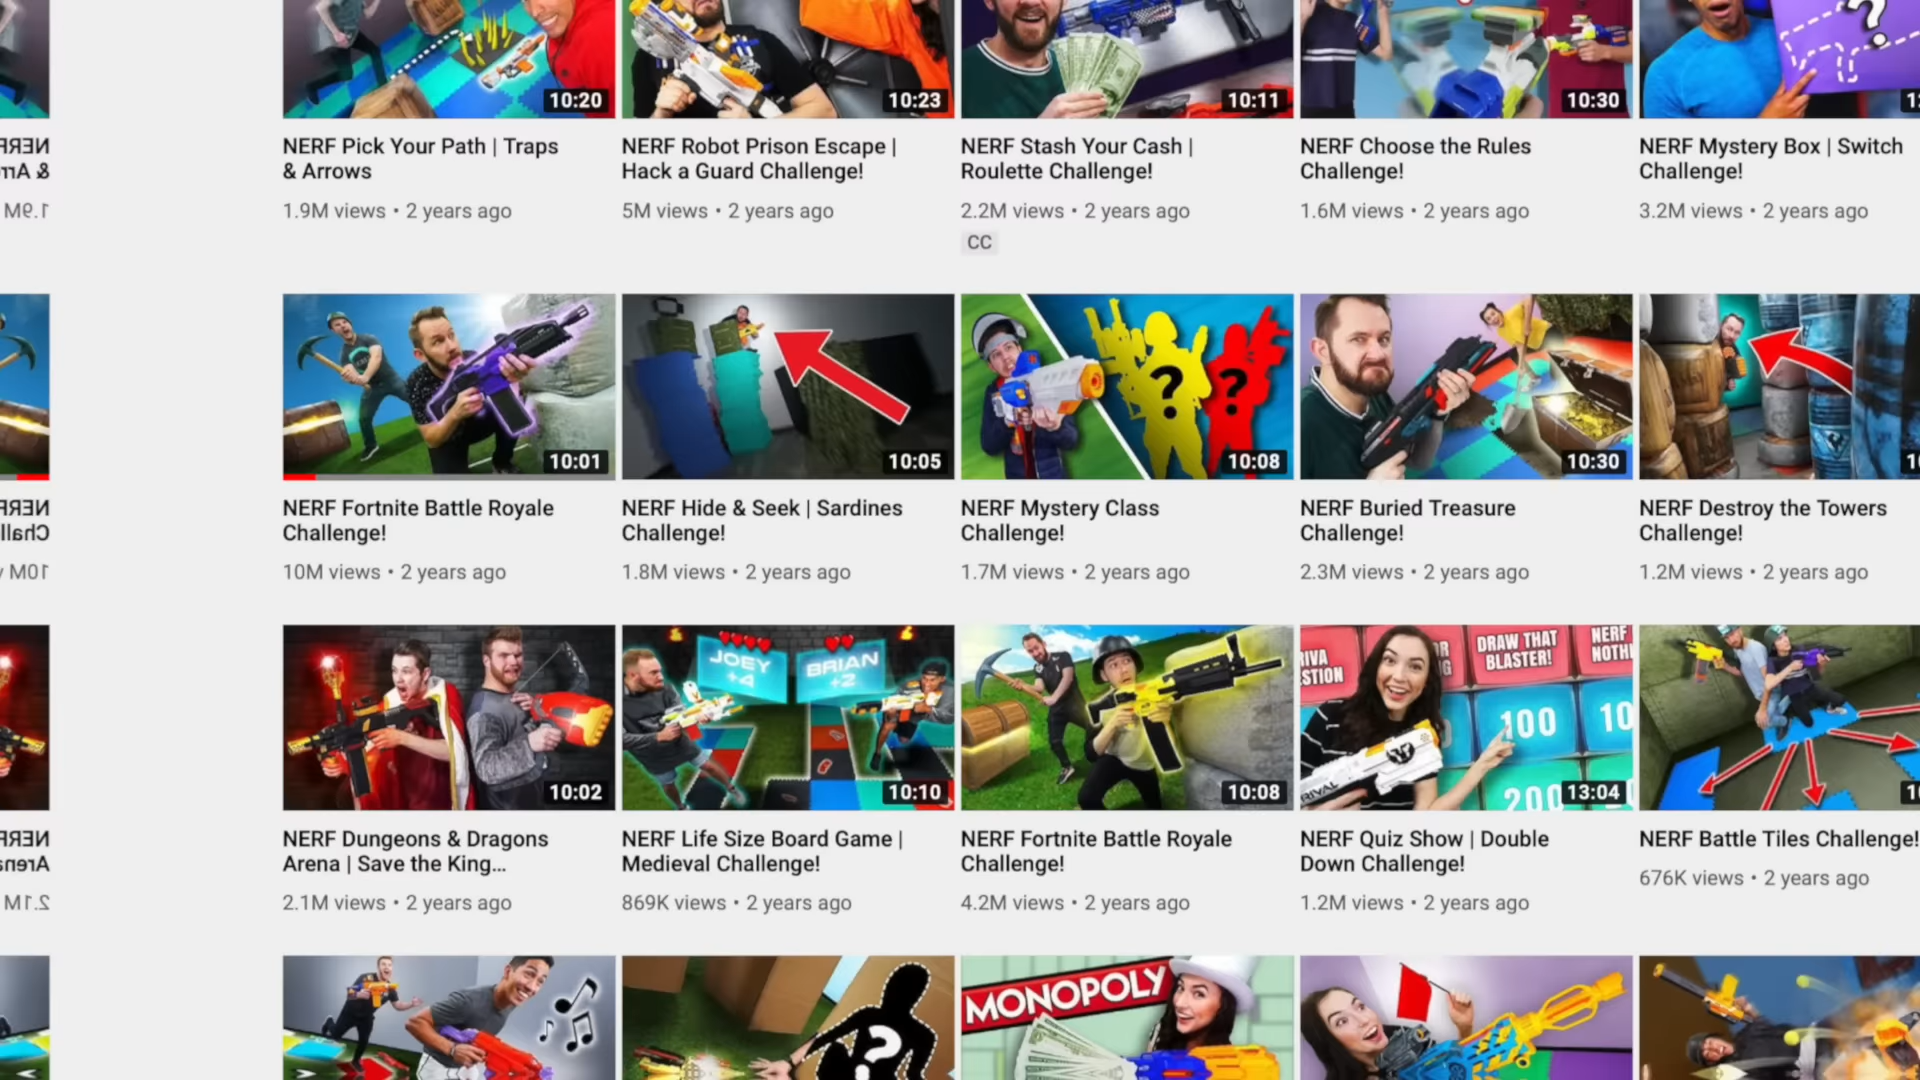 10:20
10:23
10:11
10:30
ИERF
NERF Pick Your Path | Traps
& Arrows
1.9M views • 2 years ago
NERF Robot Prison Escape |
Hack a Guard Challenge!
5M views • 2 years ago
NERF Stash Your Cash |
Roulette Challenge!
2.2M views • 2 years ago
CC
NERF Choose the Rules
Challenge!
1.6M views • 2 years ago
NERF Mystery Box | Switch
Challenge!
3.2M views • 2 years ago
10:01
10:05
? ?
10:08
10:30
NERF Fortnite Battle Royale
Challenge!
10M views • 2 years ago
NERF Hide & Seek | Sardines
Challenge!
1.8M views • 2 years ago
NERF Mystery Class
Challenge!
1.7M views • 2 years ago
NERF Buried Treasure
Challenge!
2.3M views • 2 years ago
NERF Destroy the Towers
Challenge!
1.2M views • 2 years ago
10:02
JOEY
+4
BRIAN
+2
10:10
10:08
DRAW THAT
BLASTER!
NERF
100
10
200
RIVAL
13:04
NERF Dungeons & Dragons
Arena | Save the King...
2.1M views • 2 years ago
NERF Life Size Board Game |
Medieval Challenge!
869K views • 2 years ago
NERF Fortnite Battle Royale
Challenge!
4.2M views • 2 years ago
NERF Quiz Show | Double
Down Challenge!
1.2M views • 2 years ago
NERF Battle Tiles Challenge!
676K views • 2 years ago
?
MONOPOLY